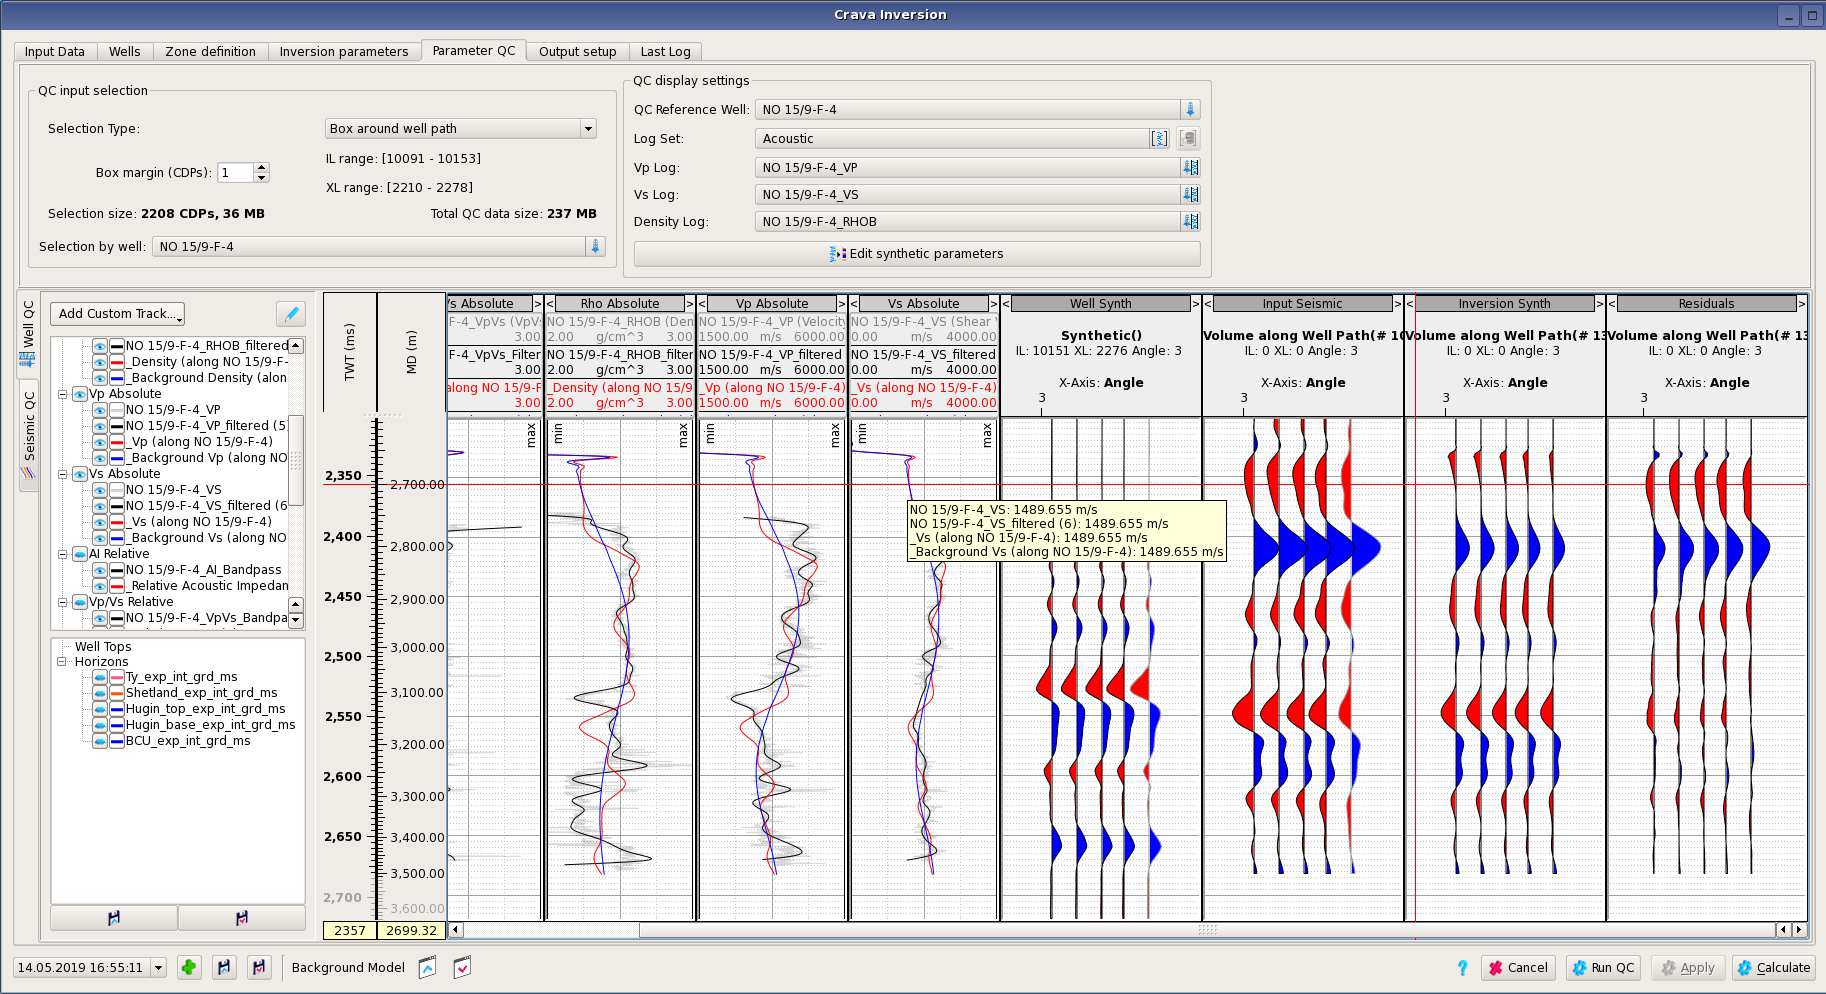 Crava Inversion
Input Data
Wells
Zone definition
Inversion parameters
Parameter QC
Output setup
Last Log
QC input selection
Selection Type:
Box around well path
Box margin (CDPs):
1
IL range: [10091 - 10153]
XL range: [2210 - 2278]
Selection size: 2208 CDPs, 36 MB
Total QC data size: 237 MB
Selection by well:
NO 15/9-F-4
QC display settings
QC Reference Well:
NO 15/9-F-4
Log Set:
Acoustic
Vp Log:
NO 15/9-F-4_VP
Vs Log:
NO 15/9-F-4_VS
Density Log:
NO 15/9-F-4_RHOB
Edit synthetic parameters
Well QC
Seismic QC
Add Custom Track...
NO 15/9-F-4_RHOB_filtered
_Density (along NO 15/9-F-
_Background Density (alon
Vp Absolute
NO 15/9-F-4_VP
NO 15/9-F-4_VP_filtered (5
_Vp (along NO 15/9-F-4)
_Background Vp (along NO
Vs Absolute
NO 15/9-F-4_VS
NO 15/9-F-4_VS_filtered (6
_Vs (along NO 15/9-F-4)
_Background Vs (along NO
AI Relative
NO 15/9-F-4_AI_Bandpass
_Relative Acoustic Impedan
Vp/Vs Relative
NO 15/9-F-4_VpVs_Bandpa
Well Tops
Horizons
Ty_exp_int_grd_ms
Shetland_exp_int_grd_ms
Hugin_top_exp_int_grd_ms
Hugin_base_exp_int_grd_ms
BCU_exp_int_grd_ms
TWT (ms)
2,350
2,400
2,450
2,500
2,550
2,600
2,650
2,700
2357
MD (m)
2,700.00
2,800.00
2,900.00
3,000.00
3,100.00
3,200.00
3,300.00
3,400.00
3,500.00
3,600.00
2699.32
/s Absolute >
F-4_VpVs (VpV
3.00
F-4_VpVs_Filter
3.00
along NO 15/9-F
3.00
max
< Rho Absolute >
NO 15/9-F-4_RHOB (Den
2.00 g/cm^3 3.00
NO 15/9-F-4_RHOB_filter
2.00 g/cm^3 3.00
_Density (along NO 15/9
2.00 g/cm^3 3.00
min
max
< Vp Absolute >
NO 15/9-F-4_VP (Velocit
1500.00 m/s 6000.00
NO 15/9-F-4_VP_filtered
1500.00 m/s 6000.00
_Vp (along NO 15/9-F-4)
1500.00 m/s 6000.00
min
max
< Vs Absolute >
NO 15/9-F-4_VS (Shear
0.00 m/s 4000.00
NO 15/9-F-4_VS_filtered
0.00 m/s 4000.00
_Vs (along NO 15/9-F-4)
0.00 m/s 4000.00
min
max
NO 15/9-F-4_VS: 1489.655 m/s
NO 15/9-F-4_VS_filtered (6): 1489.655 m/s
_Vs (along NO 15/9-F-4): 1489.655 m/s
_Background Vs (along NO 15/9-F-4): 1489.655 m/s
< Well Synth >
Synthetic()
IL: 10151 XL: 2276 Angle: 3
X-Axis: Angle
3
< Input Seismic >
Volume along Well Path(# 10
IL: 0 XL: 0 Angle: 3
X-Axis: Angle
3
< Inversion Synth >
Volume along Well Path(# 13
IL: 0 XL: 0 Angle: 3
X-Axis: Angle
3
< Residuals >
Volume along Well Path(# 13
IL: 0 XL: 0 Angle: 3
X-Axis: Angle
3
14.05.2019 16:55:11
Background Model
?
Cancel
Run QC
Apply
Calculate